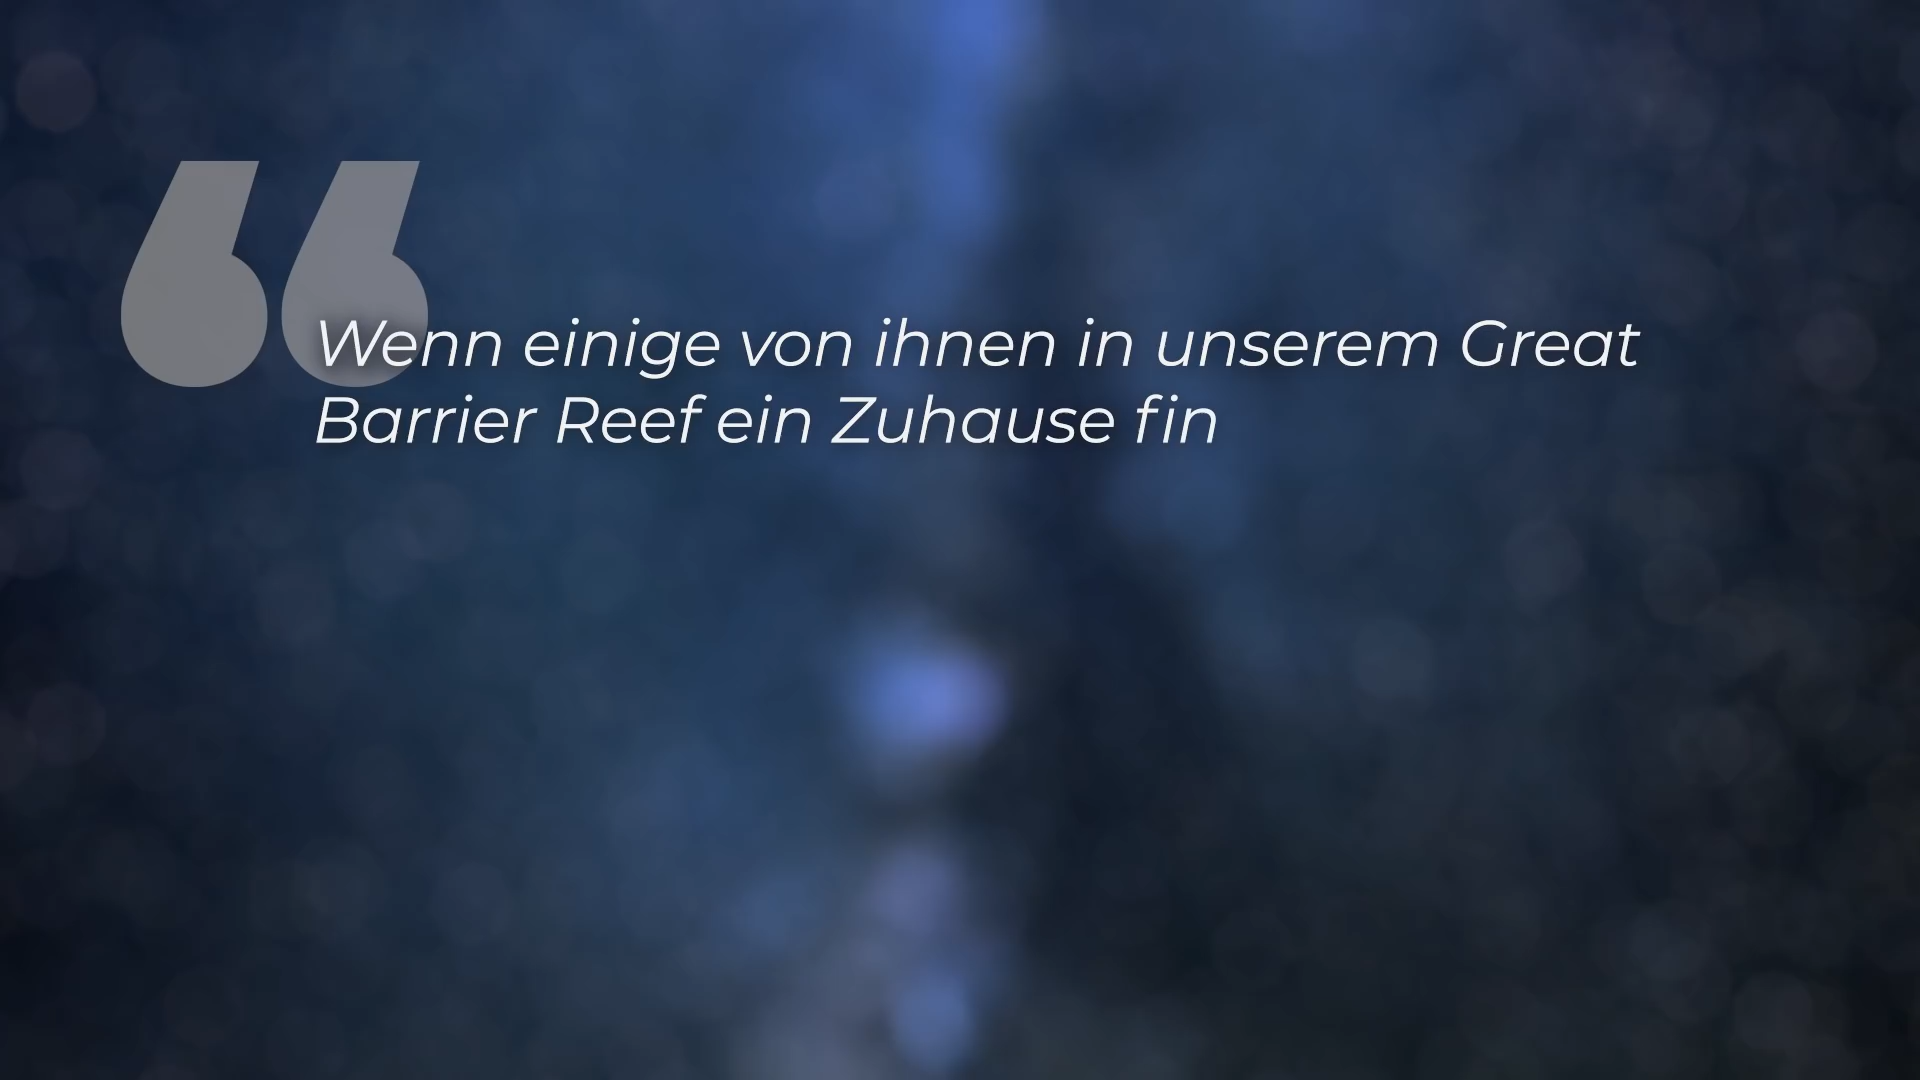 “
Wenn einige von ihnen in unserem Great
Barrier Reef ein Zuhause fin